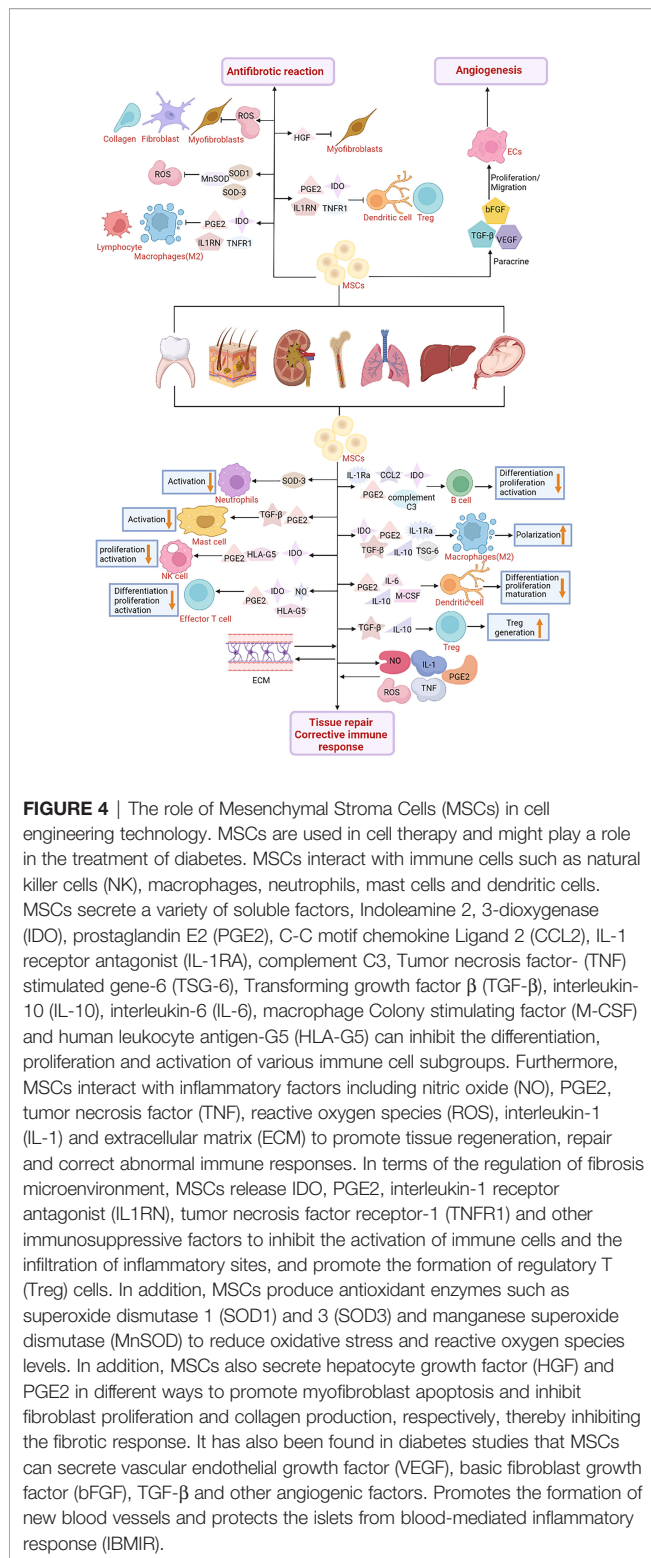 Antifibrotic reaction
Angiogenesis
ROS
Collagen
Fibroblast
Myofibroblasts
HGF
Myofibroblasts
ECs
Proliferation/
Migration
ROS
MnSOD
SOD1
SOD-3
PGE2
IDO
IL1RN
TNFR1
Dendritic cell
Treg
bFGF
TGF-β
VEGF
Paracrine
Lymphocyte
Macrophages(M2)
PGE2
IDO
IL1RN
TNFR1
MSCs
MSCs
Activation
Neutrophils
SOD-3
IL-1Ra
CCL2
IDO
PGE2
complement
C3
B cell
Differentiation
proliferation
activation
Activation
Mast cell
TGF-β
PGE2
IDO
PGE2
IL-1Ra
TGF-β
IL-10
TSG-6
Macrophages(M2)
Polarization
proliferation
activation
NK cell
PGE2
HLA-G5
IDO
Differentiation
proliferation
activation
Effector T cell
PGE2
IDO
NO
HLA-G5
PGE2
IL-6
IL-10
M-CSF
Dendritic cell
Differentiation
proliferation
maturation
TGF-β
IL-10
Treg
Treg
generation
ECM
NO
IL-1
PGE2
ROS
TNF
Tissue repair
Corrective immune
response
FIGURE 4 | The role of Mesenchymal Stroma Cells (MSCs) in cell
engineering technology. MSCs are used in cell therapy and might play a role
in the treatment of diabetes. MSCs interact with immune cells such as natural
killer cells (NK), macrophages, neutrophils, mast cells and dendritic cells.
MSCs secrete a variety of soluble factors, Indoleamine 2, 3-dioxygenase
(IDO), prostaglandin E2 (PGE2), C-C motif chemokine Ligand 2 (CCL2), IL-1
receptor antagonist (IL-1RA), complement C3, Tumor necrosis factor- (TNF)
stimulated gene-6 (TSG-6), Transforming growth factor β (TGF-β), interleukin-
10 (IL-10), interleukin-6 (IL-6), macrophage Colony stimulating factor (M-CSF)
and human leukocyte antigen-G5 (HLA-G5) can inhibit the differentiation,
proliferation and activation of various immune cell subgroups. Furthermore,
MSCs interact with inflammatory factors including nitric oxide (NO), PGE2,
tumor necrosis factor (TNF), reactive oxygen species (ROS), interleukin-1
(IL-1) and extracellular matrix (ECM) to promote tissue regeneration, repair
and correct abnormal immune responses. In terms of the regulation of fibrosis
microenvironment, MSCs release IDO, PGE2, interleukin-1 receptor
antagonist (IL1RN), tumor necrosis factor receptor-1 (TNFR1) and other
immunosuppressive factors to inhibit the activation of immune cells and the
infiltration of inflammatory sites, and promote the formation of regulatory T
(Treg) cells. In addition, MSCs produce antioxidant enzymes such as
superoxide dismutase 1 (SOD1) and 3 (SOD3) and manganese superoxide
dismutase (MnSOD) to reduce oxidative stress and reactive oxygen species
levels. In addition, MSCs also secrete hepatocyte growth factor (HGF) and
PGE2 in different ways to promote myofibroblast apoptosis and inhibit
fibroblast proliferation and collagen production, respectively, thereby inhibiting
the fibrotic response. It has also been found in diabetes studies that MSCs
can secrete vascular endothelial growth factor (VEGF), basic fibroblast growth
factor (bFGF), TGF-β and other angiogenic factors. Promotes the formation of
new blood vessels and protects the islets from blood-mediated inflammatory
response (IBMIR).